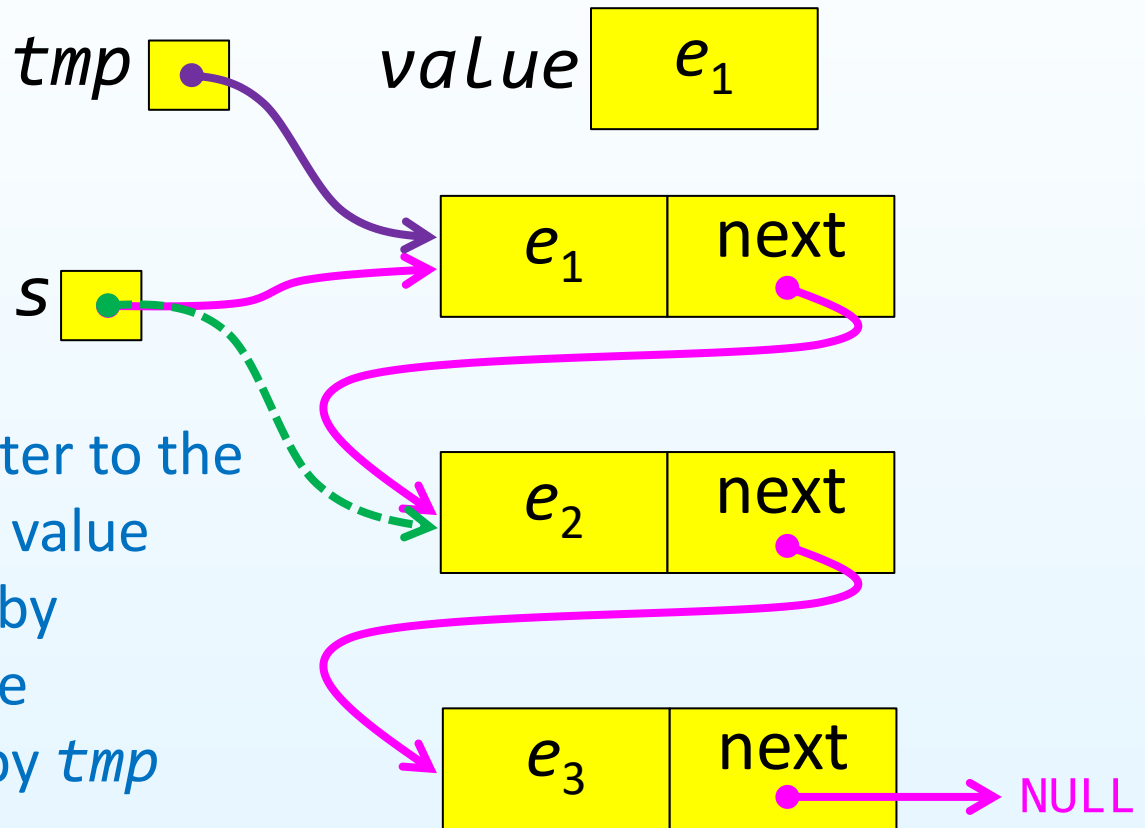 tmp
value
e₁
e₁
next
s
ter to the
value
e₂
next
by
e
by tmp
e₃
next
NULL